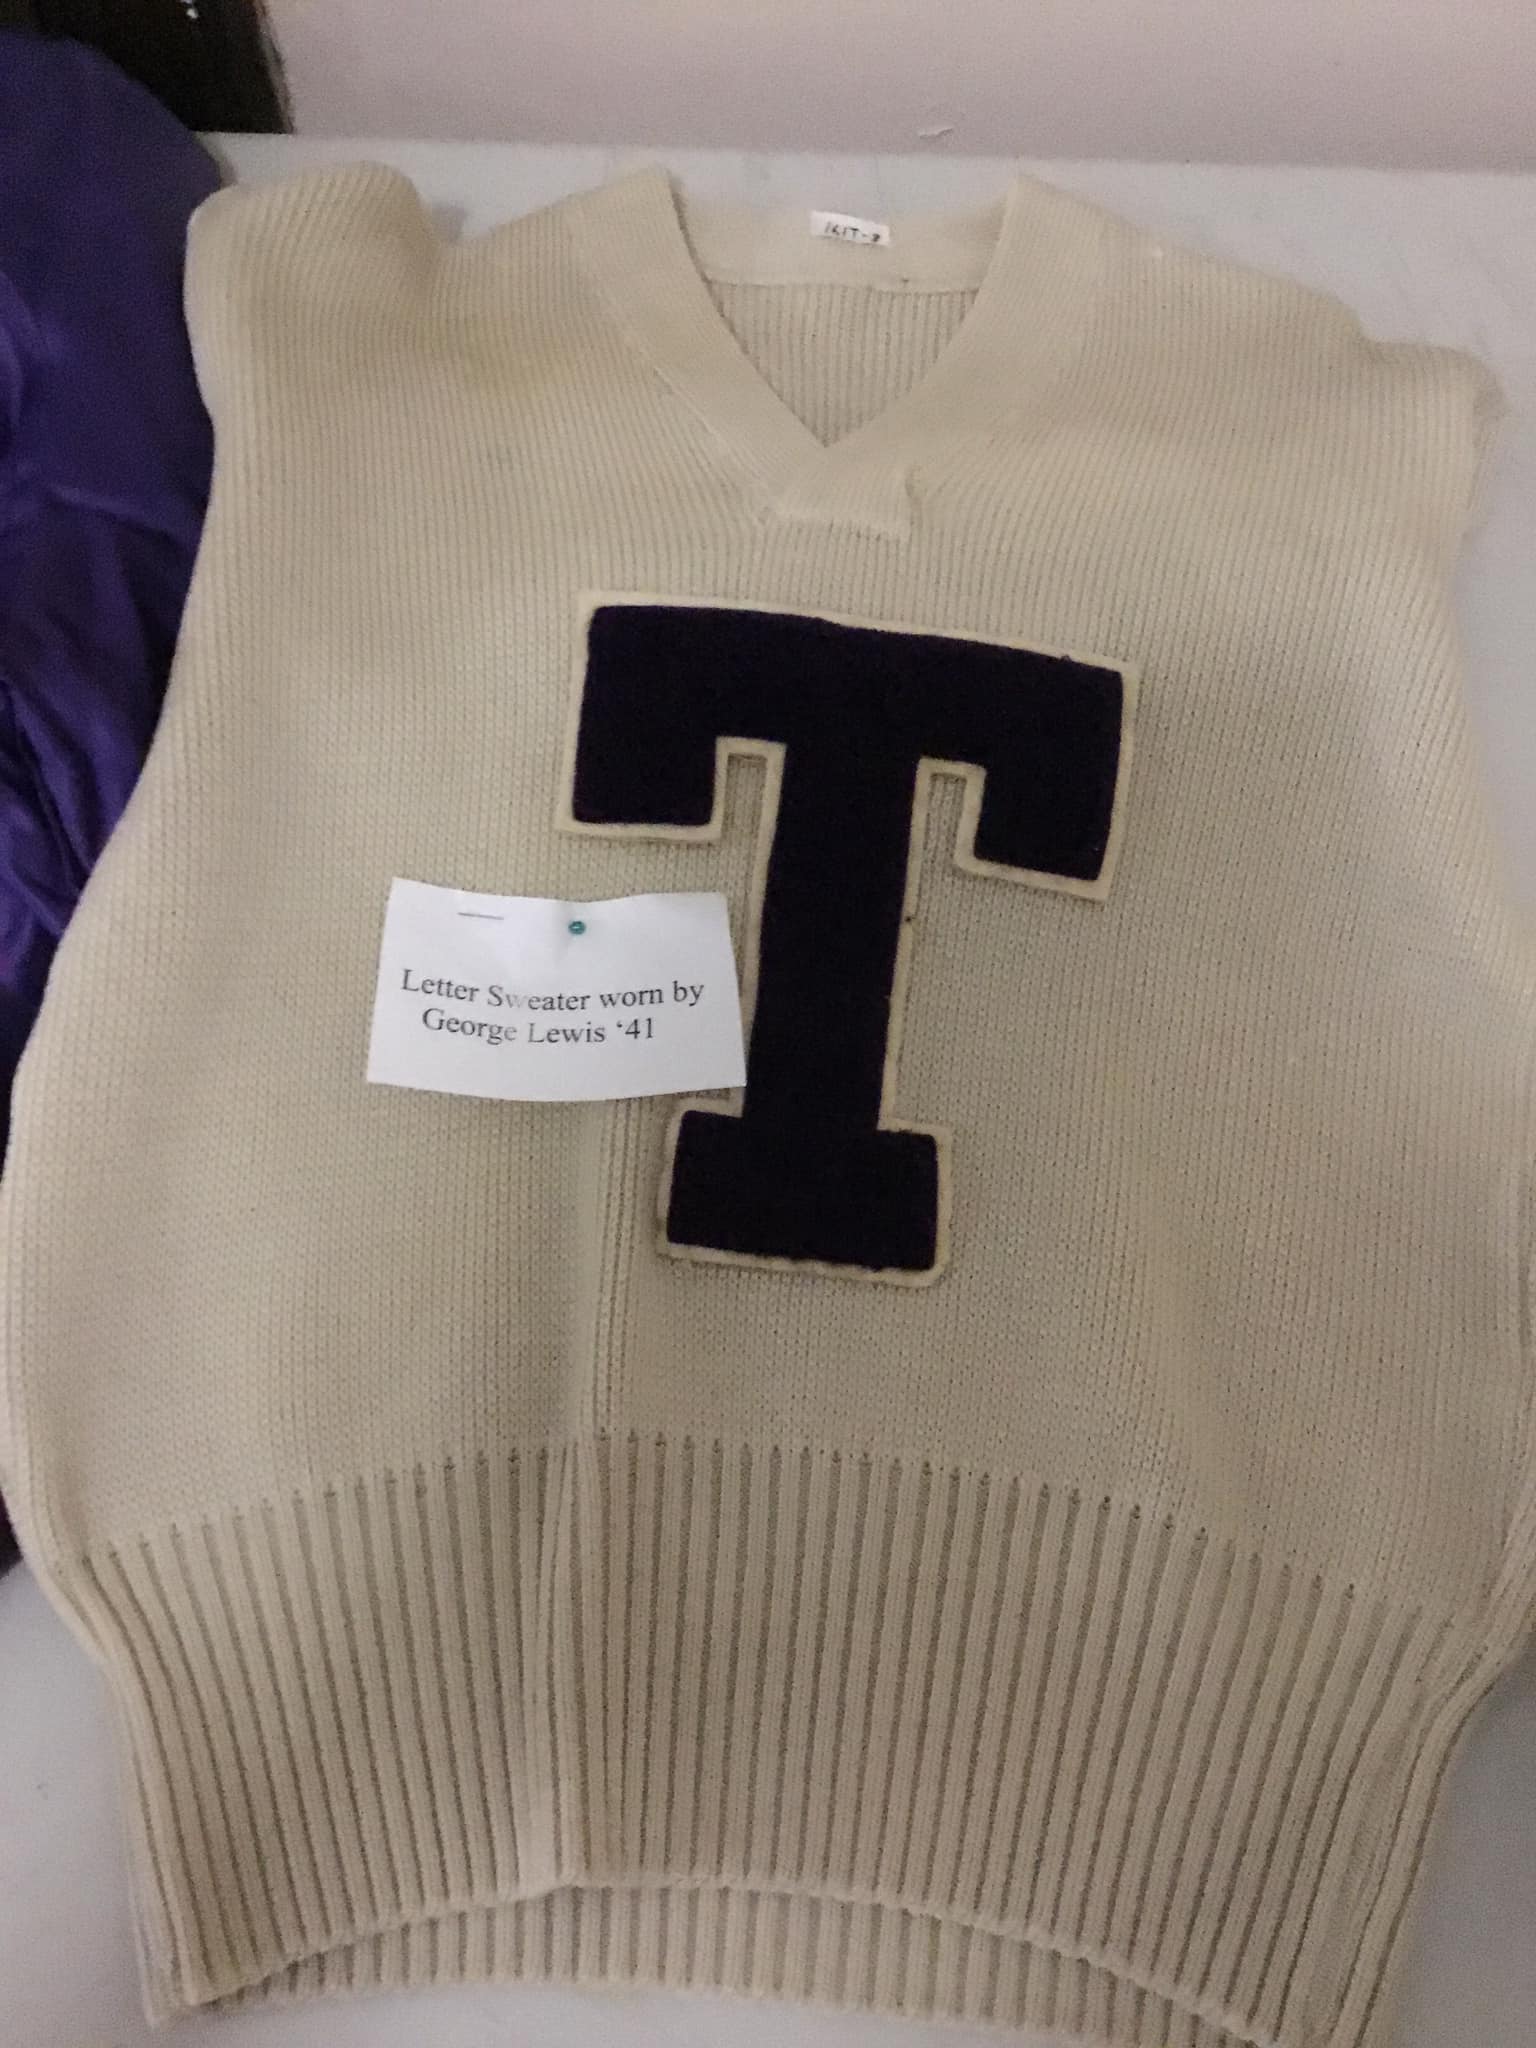 T
Letter Sweater worn by
George Lewis ‘41